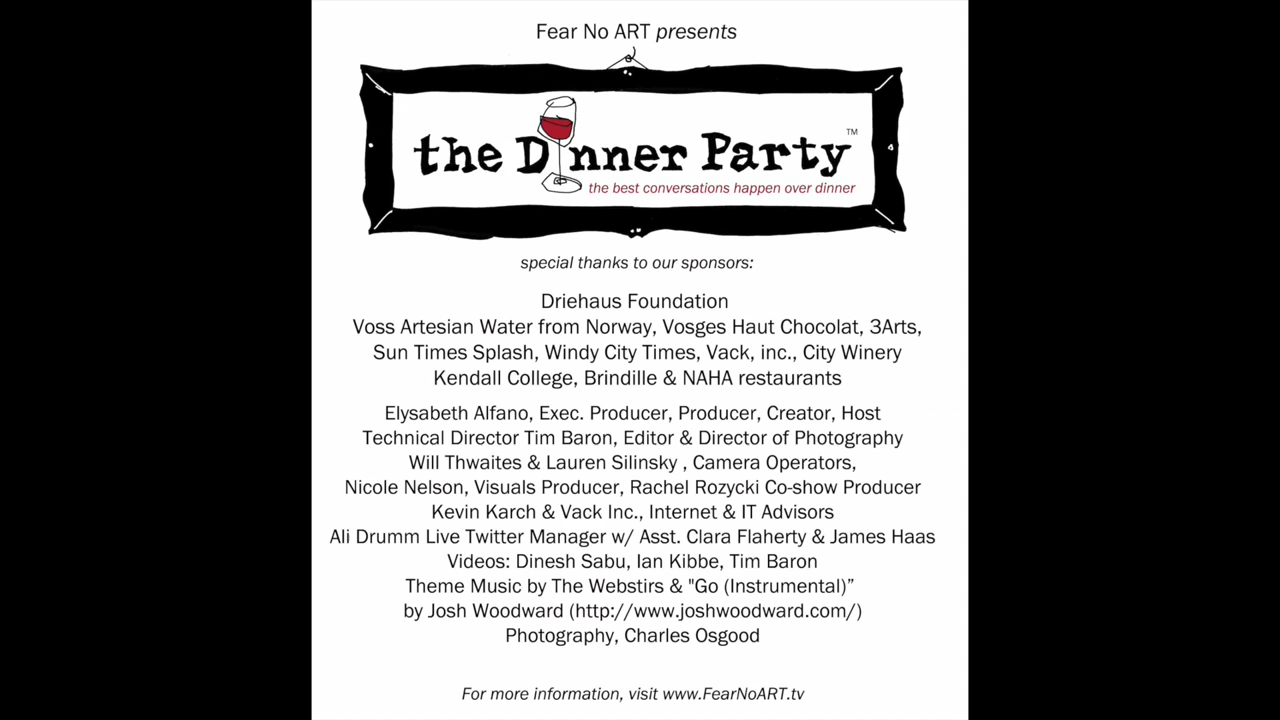 Fear No ART presents
the Dinner Party™
the best conversations happen over dinner
special thanks to our sponsors:
Driehaus Foundation
Voss Artesian Water from Norway, Vosges Haut Chocolat, 3Arts,
Sun Times Splash, Windy City Times, Vack, inc., City Winery
Kendall College, Brindille & NAHA restaurants
Elysabeth Alfano, Exec. Producer, Producer, Creator, Host
Technical Director Tim Baron, Editor & Director of Photography
Will Thwaites & Lauren Silinsky , Camera Operators,
Nicole Nelson, Visuals Producer, Rachel Rozycki Co-show Producer
Kevin Karch & Vack Inc., Internet & IT Advisors
Ali Drumm Live Twitter Manager w/ Asst. Clara Flaherty & James Haas
Videos: Dinesh Sabu, Ian Kibbe, Tim Baron
Theme Music by The Webstirs & "Go (Instrumental)”
by Josh Woodward (http://www.joshwoodward.com/)
Photography, Charles Osgood
For more information, visit www.FearNoART.tv